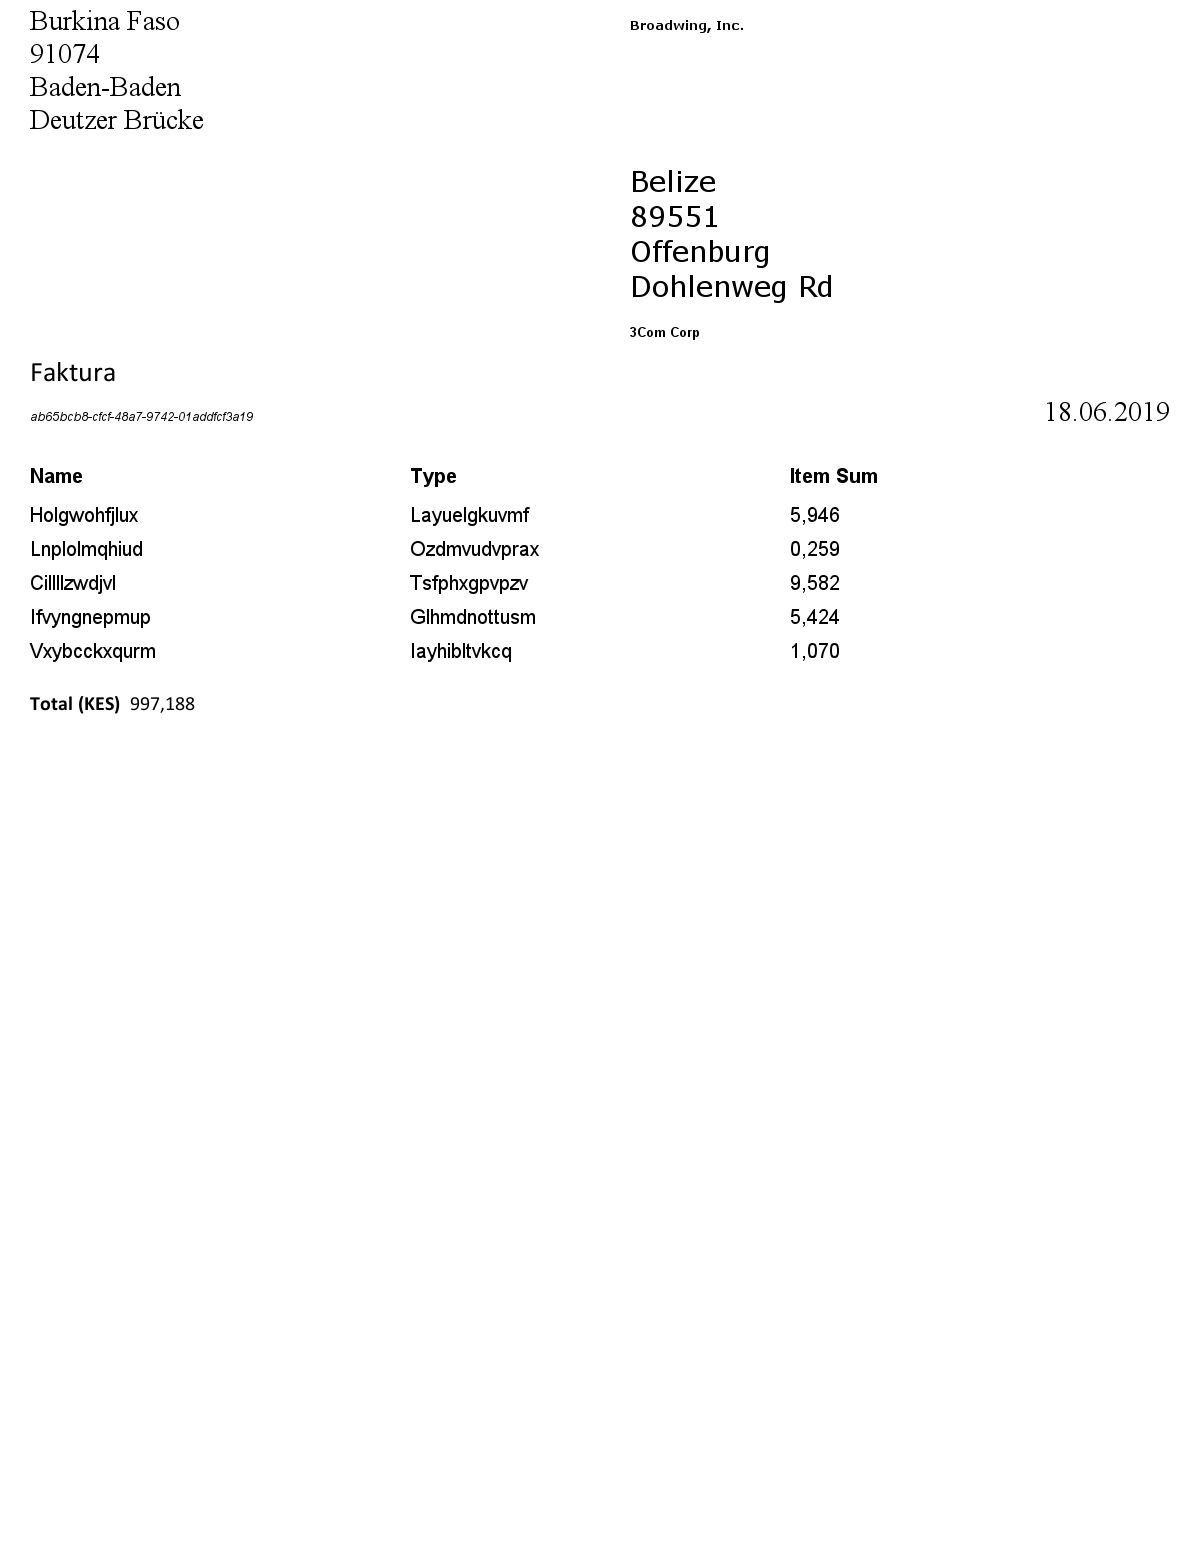 Burkina Faso
91074
Baden-Baden
Deutzer Brücke
Broadwing, Inc.
Belize
89551
Offenburg
Dohlenweg Rd
3Com Corp
Faktura
ab65bcb8-cfcf-48a7-9742-01addfcf3a19
18.06.2019
Name Type Item Sum
Holgwohfjlux Layuelgkuvmf 5,946
Lnplolmqhiud Ozdmvudvprax 0,259
Cillllzwdjvl Tsfphxgpvpzv 9,582
Ifvyngnepmup Glhmdnottusm 5,424
Vxybcckxqurm Iayhibltvkcq 1,070
Total (KES) 997,188